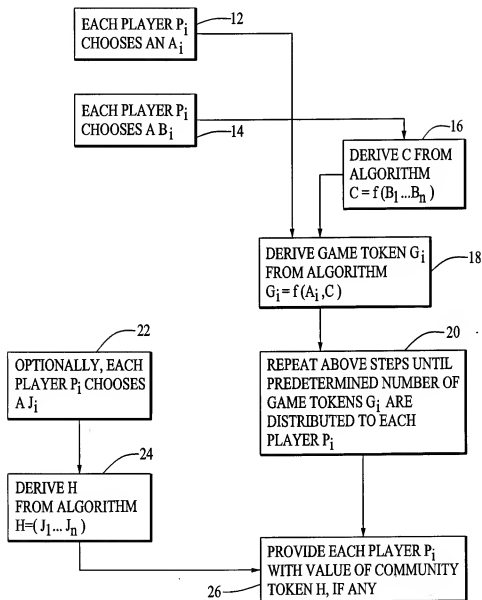 EACH PLAYER Pi
CHOOSES AN Ai
12
EACH PLAYER Pi
CHOOSES A Bi
14
16
DERIVE C FROM
ALGORITHM
C = f (B1...Bn)
DERIVE GAME TOKEN Gi
FROM ALGORITHM
Gi = f (Ai, C)
18
22
OPTIONALLY, EACH
PLAYER Pi CHOOSES
A Ji
20
REPEAT ABOVE STEPS UNTIL
PREDETERMINED NUMBER OF
GAME TOKENS Gi ARE
DISTRIBUTED TO EACH
PLAYER Pi
24
DERIVE H
FROM ALGORITHM
H=(J1... Jn)
PROVIDE EACH PLAYER Pi
WITH VALUE OF COMMUNITY
TOKEN H, IF ANY
26